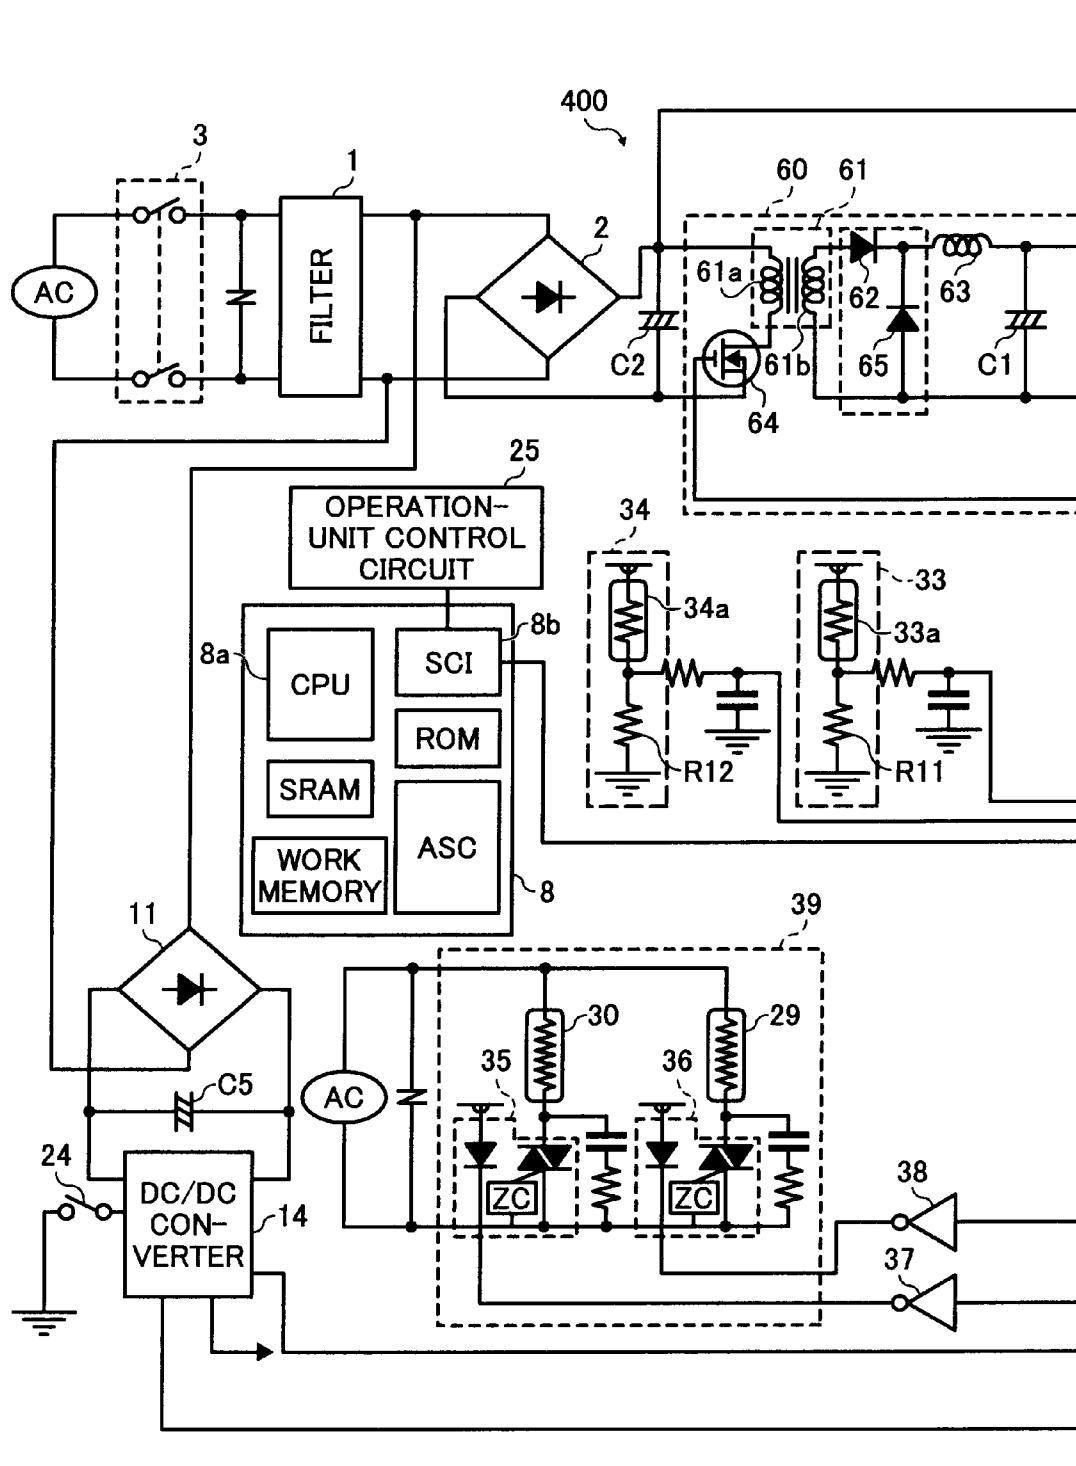 400
3
1
60
61
2
AC
FILTER
61a
62
63
C2
61b
65
C1
64
25
OPERATION-
UNIT CONTROL
CIRCUIT
34
33
34a
33a
8b
8a
CPU
SCI
ROM
R12
R11
SRAM
ASC
WORK
MEMORY
8
11
39
30
29
35
36
C5
AC
24
DC/DC
CON-
VERTER
14
ZC
ZC
38
37